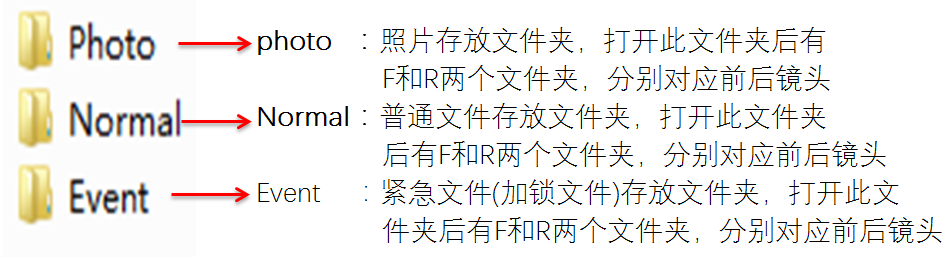 Photo photo :照片存放文件夹，打开此文件夹后有
F和R两个文件夹，分别对应前后镜头
Normal Normal :普通文件存放文件夹，打开此文件夹
后有F和R两个文件夹，分别对应前后镜头
Event Event :紧急文件(加锁文件)存放文件夹，打开此文
件夹后有F和R两个文件夹，分别对应前后镜头